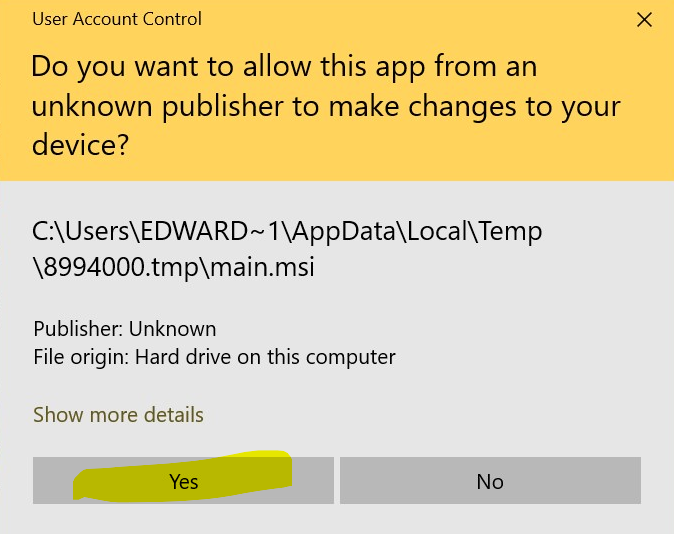 User Account Control
Do you want to allow this app from an
unknown publisher to make changes to your
device?
C:\Users\EDWARD~1\AppData\Local\Temp
\8994000.tmp\main.msi
Publisher: Unknown
File origin: Hard drive on this computer
Show more details
Yes
No